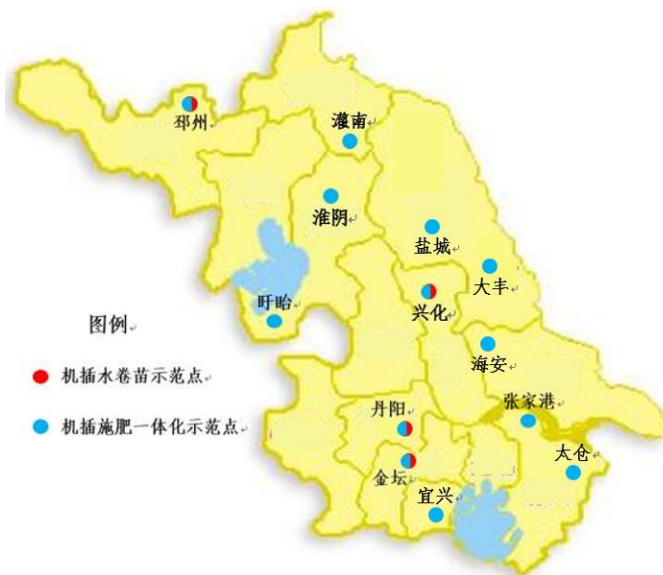 邳州
灌南
淮阴
盐城
大丰
盱眙
兴化
图例
海安
机插水卷苗示范点
丹阳
张家港
机插施肥一体化示范点
太仓
金坛
宜兴